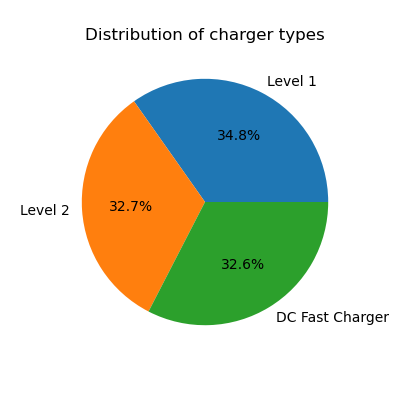 Distribution of charger types
Level 1
34.8%
Level 2
32.7%
32.6%
DC Fast Charger